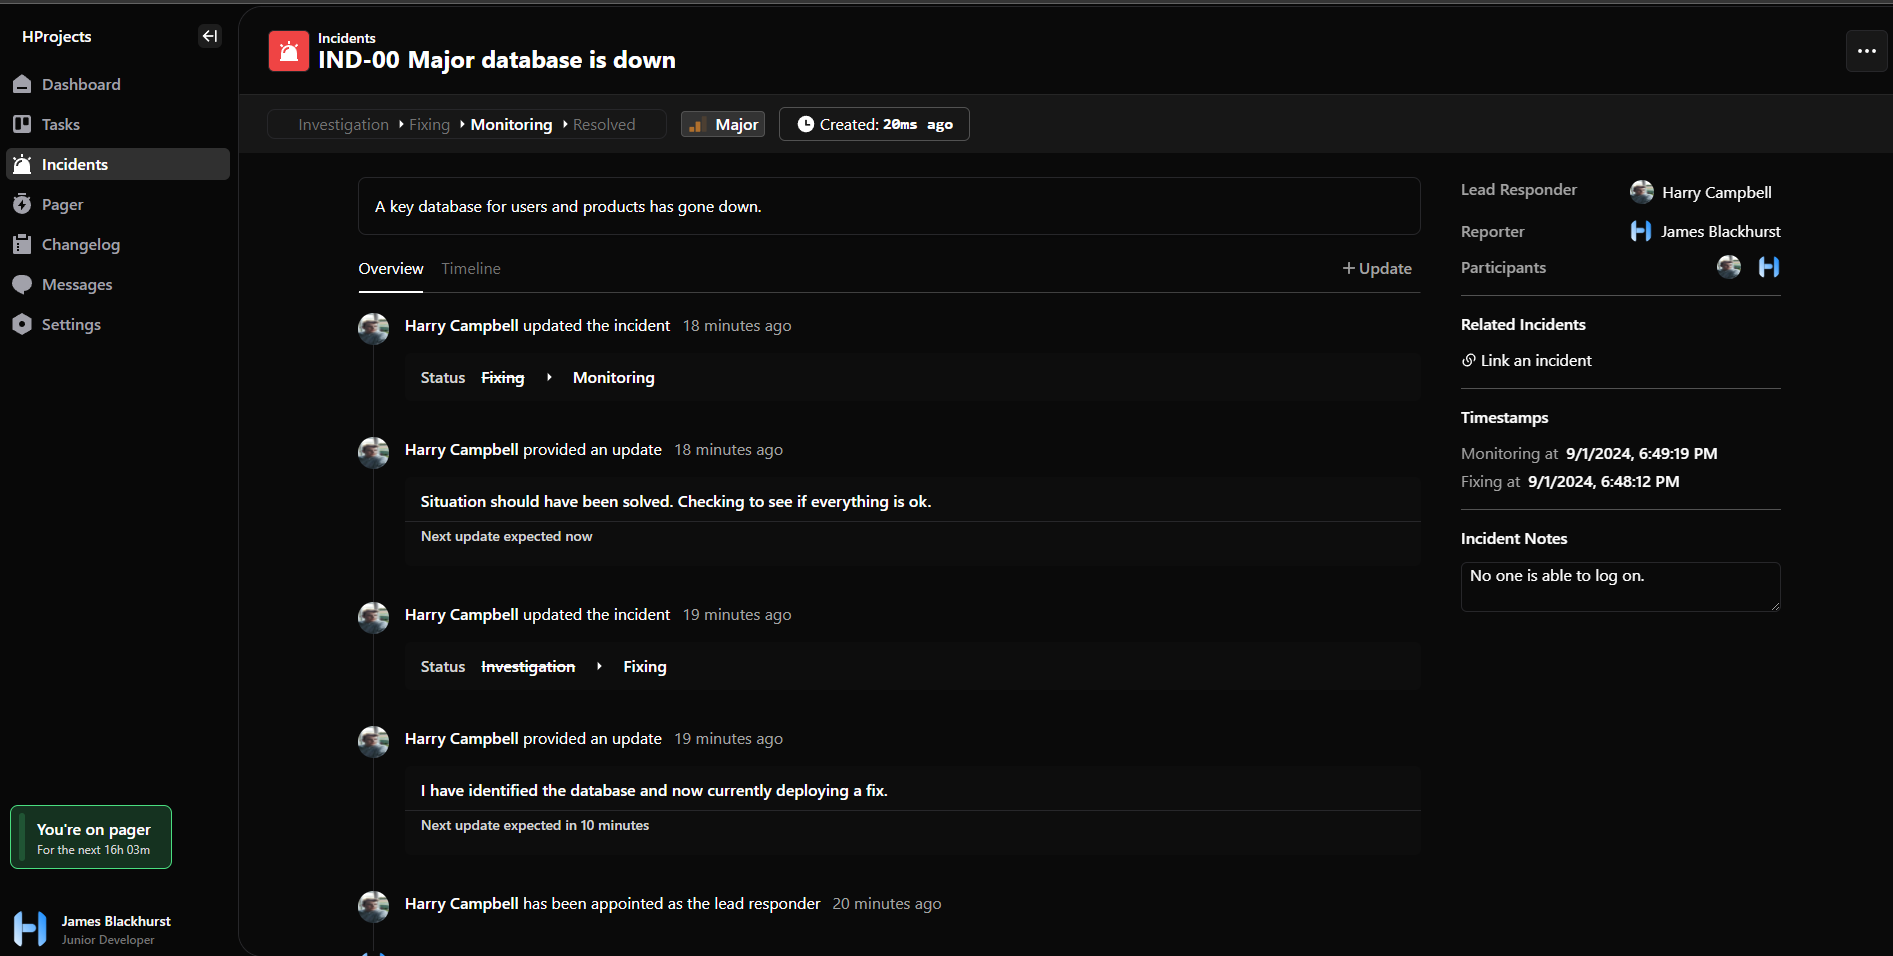 HProjects
Dashboard
Tasks
Incidents
Pager
Changelog
Messages
Settings
You're on pager
For the next 16h 03m
James Blackhurst
Junior Developer
Incidents
IND-00 Major database is down
Investigation Fixing Monitoring Resolved
Major
Created: 20ms ago
A key database for users and products has gone down.
Overview Timeline
+ Update
Harry Campbell updated the incident 18 minutes ago
Status Fixing Monitoring
Harry Campbell provided an update 18 minutes ago
Situation should have been solved. Checking to see if everything is ok.
Next update expected now
Harry Campbell updated the incident 19 minutes ago
Status Investigation Fixing
Harry Campbell provided an update 19 minutes ago
I have identified the database and now currently deploying a fix.
Next update expected in 10 minutes
Harry Campbell has been appointed as the lead responder 20 minutes ago
Lead Responder Harry Campbell
Reporter James Blackhurst
Participants
Related Incidents
Link an incident
Timestamps
Monitoring at 9/1/2024, 6:49:19 PM
Fixing at 9/1/2024, 6:48:12 PM
Incident Notes
No one is able to log on.